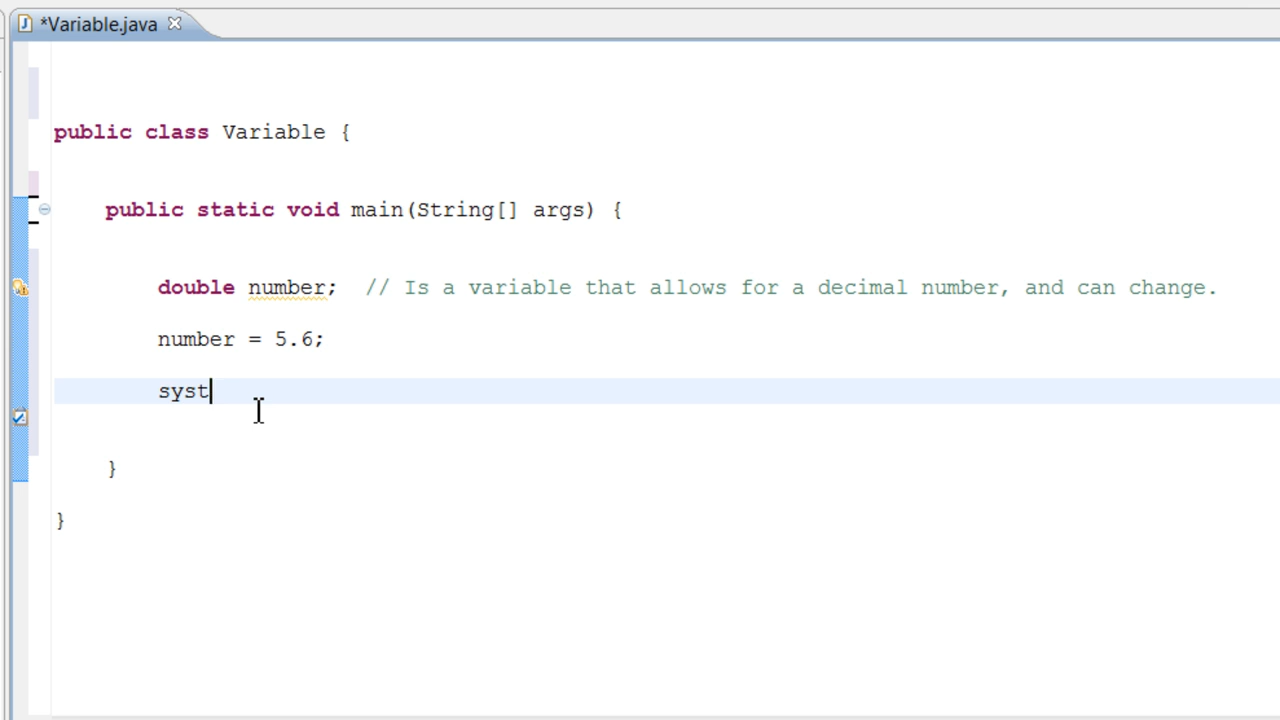 *Variable.java
public class Variable {
public static void main(String[] args) {
double number; // Is a variable that allows for a decimal number, and can change.
number = 5.6;
syst
}
}